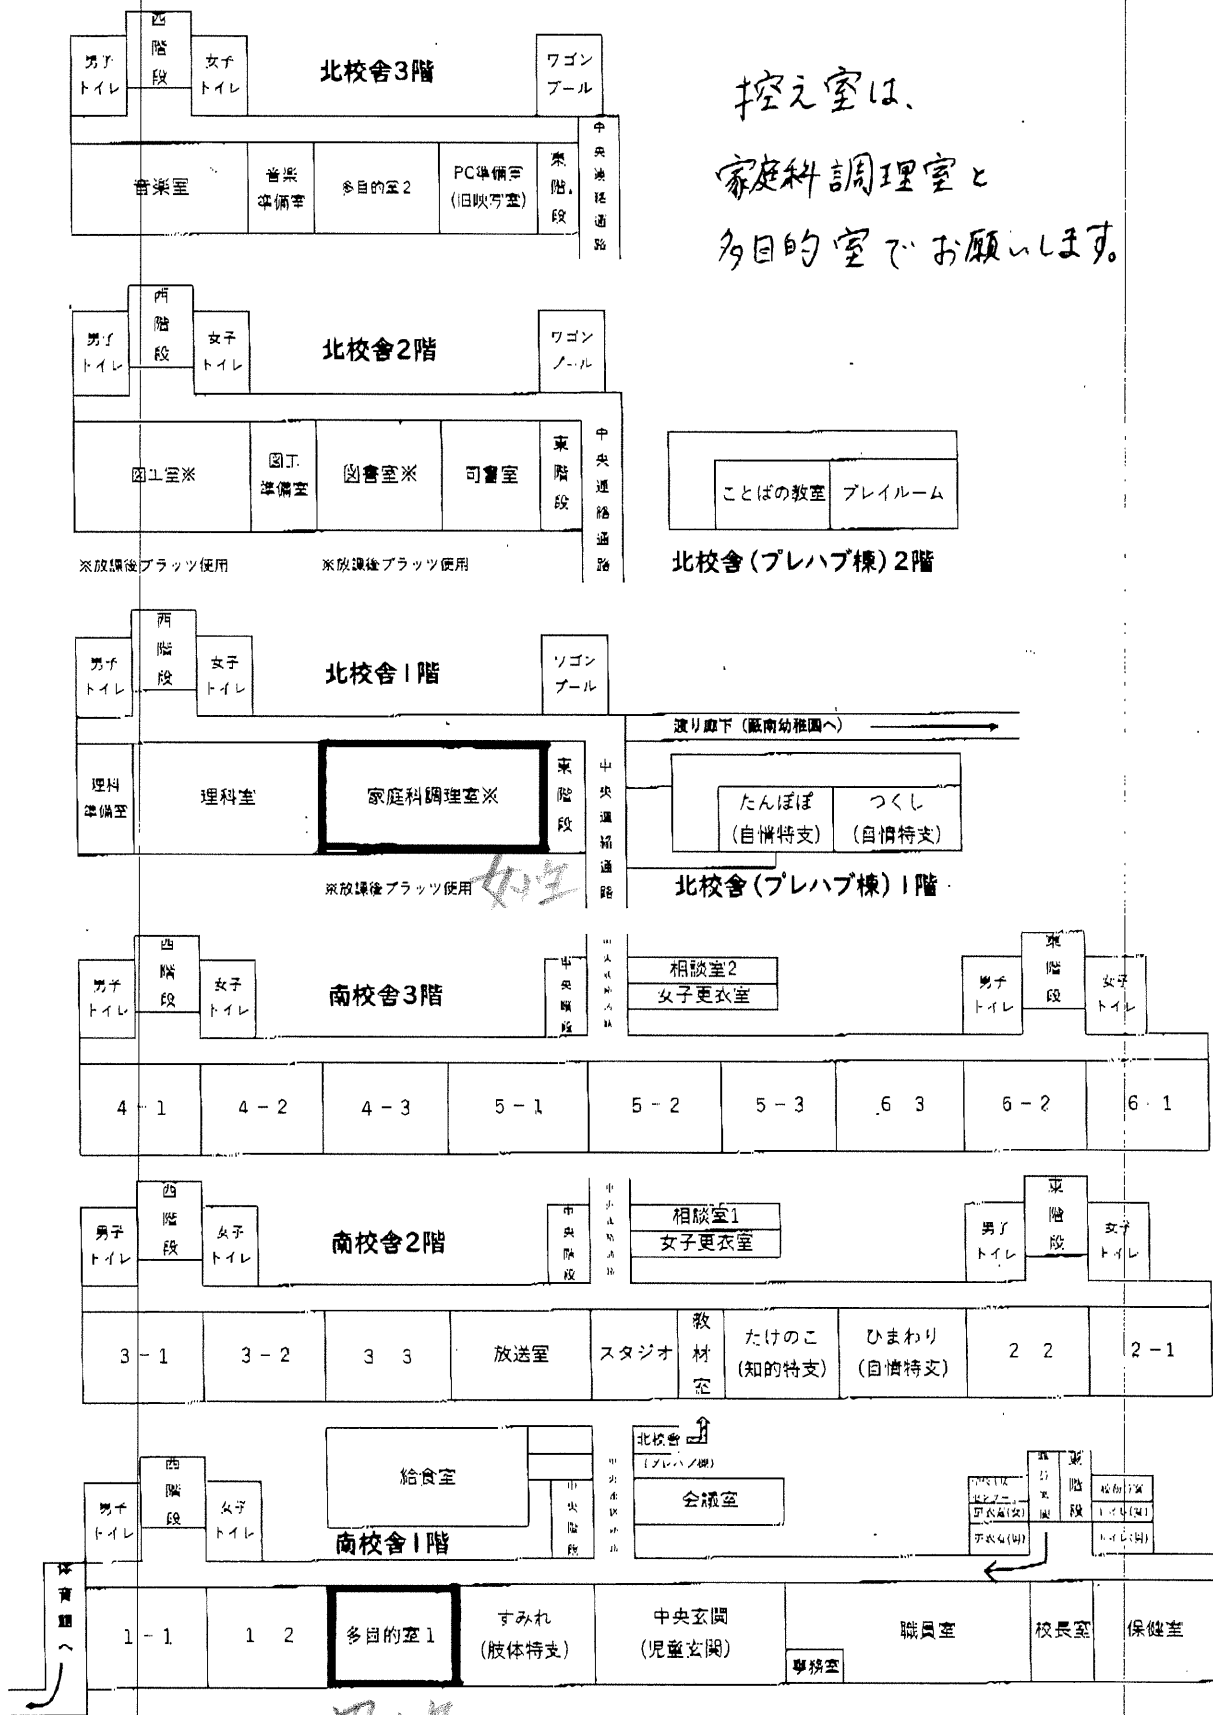 西階段
男子トイレ
女子トイレ
北校舎3階
ワゴンプール
控え室は、
家庭科調理室と
多目的室でお願いします。
音楽室
音楽準備室
多目的室2
PC準備室
(旧映写室)
東階段
中央連絡通路
西階段
男子トイレ
女子トイレ
北校舎2階
ワゴンプール
図工室※
図工準備室
図書室※
司書室
東階段
中央連絡通路
ことばの教室
プレイルーム
※放課後プラッツ使用
※放課後プラッツ使用
北校舎(プレハブ棟)2階
西階段
男子トイレ
女子トイレ
北校舎1階
ワゴンプール
渡り廊下
理科準備室
理科室
家庭科調理室※
東階段
中央連絡通路
たんぽぽ
(自情特支)
つくし
(自情特支)
※放課後プラッツ使用
女性
北校舎(プレハブ棟)1階
西階段
男子トイレ
女子トイレ
南校舎3階
中央階段
相談室2
女子更衣室
男子トイレ
東階段
女子トイレ
4-1
4-2
4-3
5-1
5-2
5-3
6 3
6-2
6 1
西階段
男子トイレ
女子トイレ
南校舎2階
中央階段
相談室1
女子更衣室
男子トイレ
東階段
女子トイレ
3-1
3-2
3 3
放送室
スタジオ
教材室
たけのこ
(知的特支)
ひまわり
(自情特支)
2 2
2-1
西階段
男子トイレ
女子トイレ
給食室
南校舎1階
中央階段
北校舎
(プレハブ棟)
会議室
東階段
体育館へ
1-1
1 2
多目的室1
すみれ
(肢体特支)
中央玄関
(児童玄関)
事務室
職員室
校長室
保健室